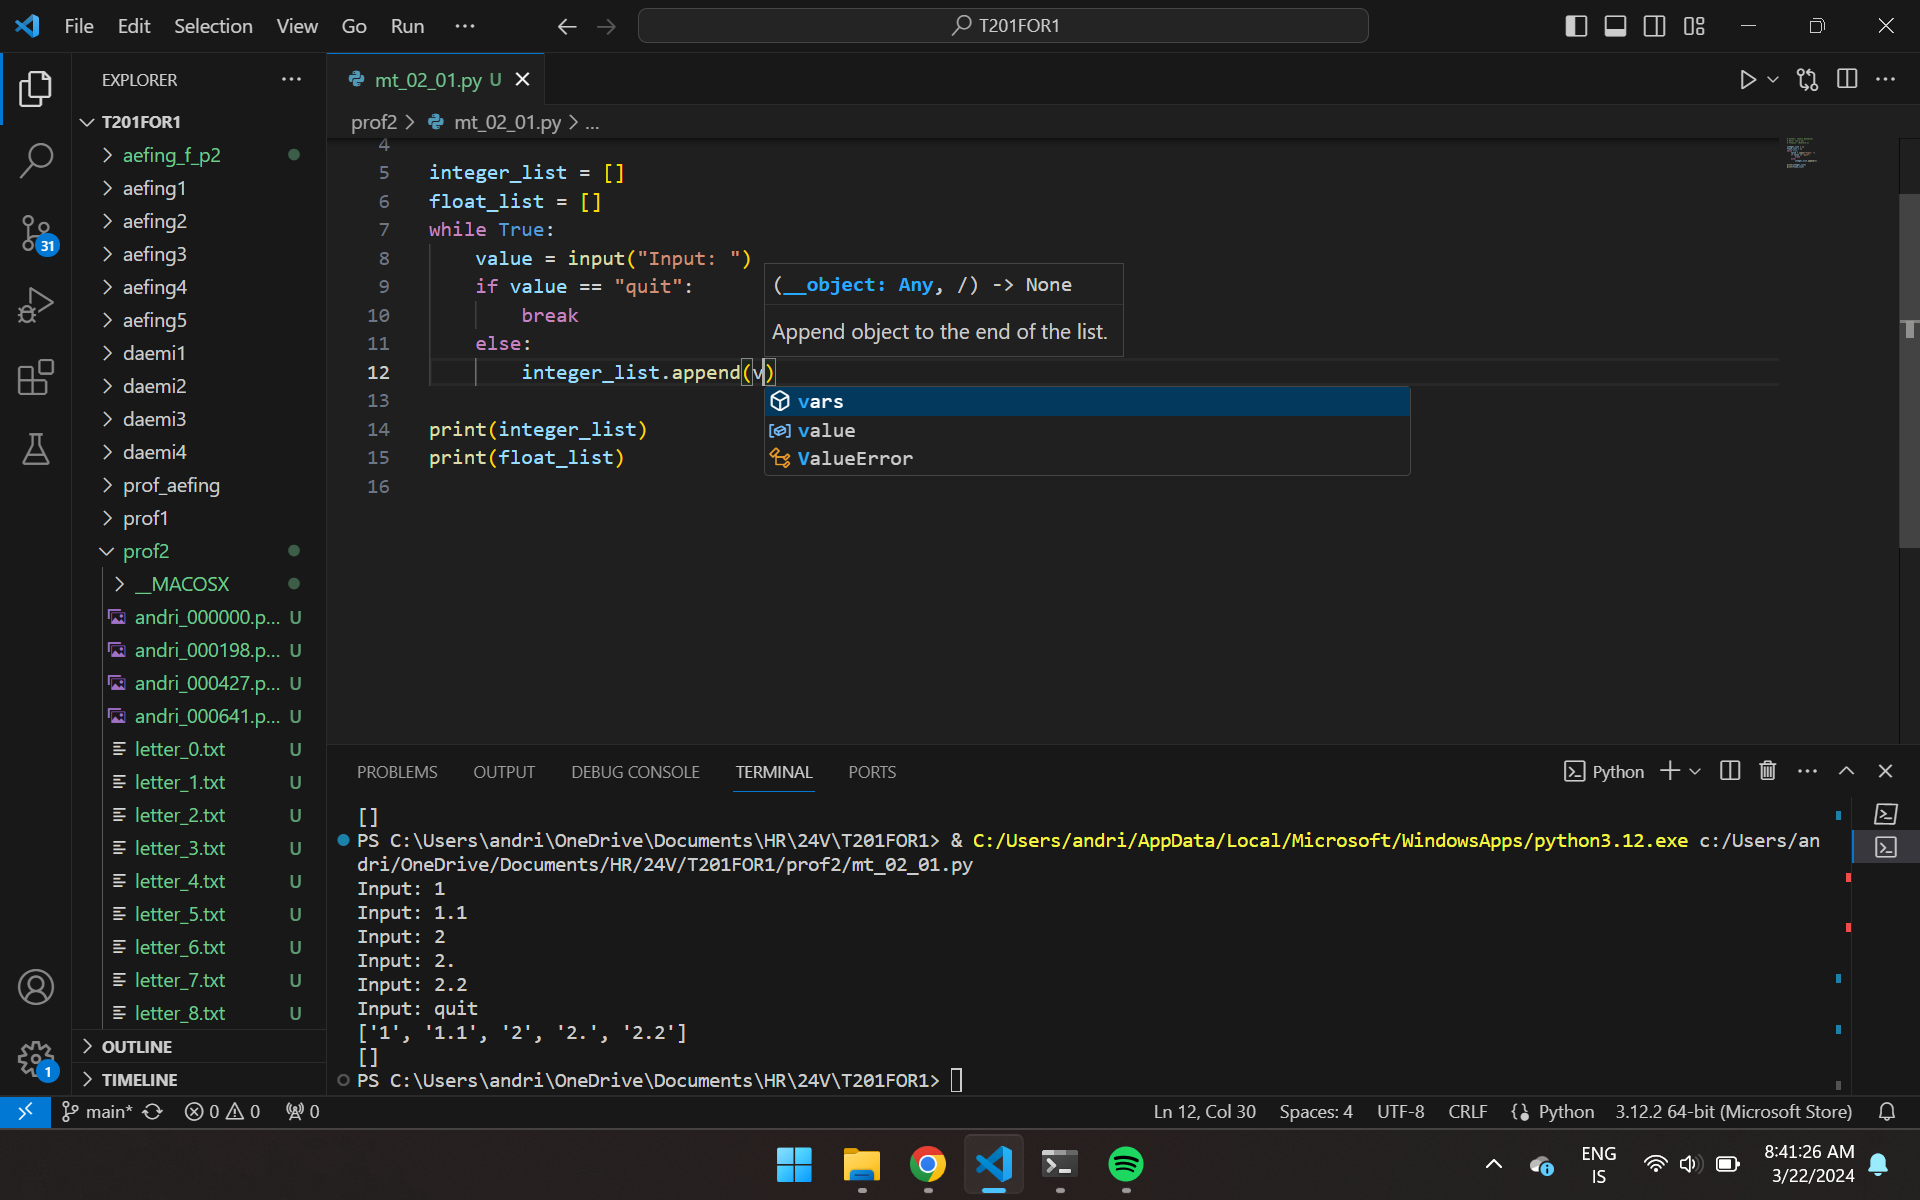 File Edit Selection View Go Run ···
T201FOR1
EXPLORER
T201FOR1
aefing_f_p2
aefing1
aefing2
aefing3
aefing4
aefing5
daemi1
daemi2
daemi3
daemi4
prof_aefing
prof1
prof2
__MACOSX
andri_000000.p... U
andri_000198.p... U
andri_000427.p... U
andri_000641.p... U
letter_0.txt U
letter_1.txt U
letter_2.txt U
letter_3.txt U
letter_4.txt U
letter_5.txt U
letter_6.txt U
letter_7.txt U
letter_8.txt U
OUTLINE
TIMELINE
31
1
mt_02_01.py U
prof2 > mt_02_01.py > ...
4
5 integer_list = []
6 float_list = []
7 while True:
8 value = input("Input: ")
9 if value == "quit":
10 break
11 else:
12 integer_list.append(v)
13
14 print(integer_list)
15 print(float_list)
16
(__object: Any, /) -> None
Append object to the end of the list.
vars
value
ValueError
PROBLEMS OUTPUT DEBUG CONSOLE TERMINAL PORTS
Python
[]
PS C:\Users\andri\OneDrive\Documents\HR\24V\T201FOR1> & C:/Users/andri/AppData/Local/Microsoft/WindowsApps/python3.12.exe c:/Users/an
dri/OneDrive/Documents/HR/24V/T201FOR1/prof2/mt_02_01.py
Input: 1
Input: 1.1
Input: 2
Input: 2.
Input: 2.2
Input: quit
['1', '1.1', '2', '2.', '2.2']
[]
PS C:\Users\andri\OneDrive\Documents\HR\24V\T201FOR1>
main* 0 0 0
Ln 12, Col 30 Spaces: 4 UTF-8 CRLF Python 3.12.2 64-bit (Microsoft Store)
ENG
IS
8:41:26 AM
3/22/2024